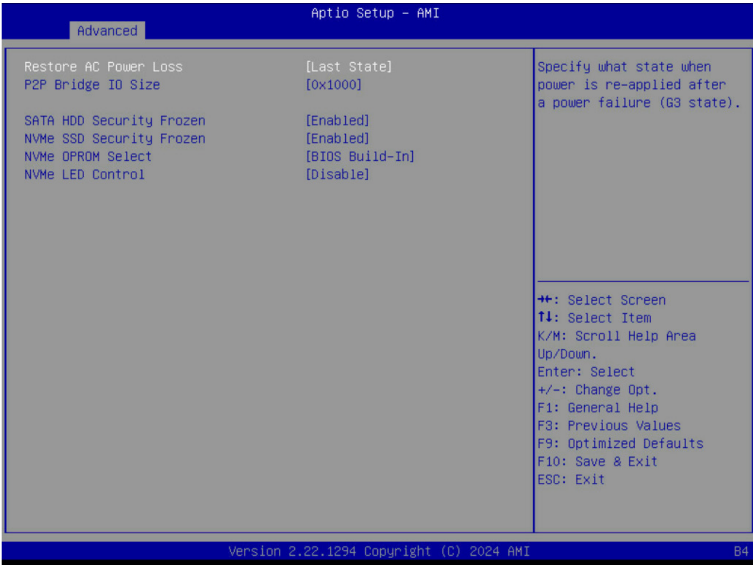 Aptio Setup – AMI
Advanced
Restore AC Power Loss [Last State]
P2P Bridge IO Size [0x1000]
SATA HDD Security Frozen [Enabled]
NVMe SSD Security Frozen [Enabled]
NVMe OPROM Select [BIOS Build-In]
NVMe LED Control [Disable]
Specify what state when
power is re-applied after
a power failure (G3 state).
→←: Select Screen
↑↓: Select Item
K/M: Scroll Help Area
Up/Down.
Enter: Select
+/-: Change Opt.
F1: General Help
F3: Previous Values
F9: Optimized Defaults
F10: Save & Exit
ESC: Exit
Version 2.22.1294 Copyright (C) 2024 AMI
B4